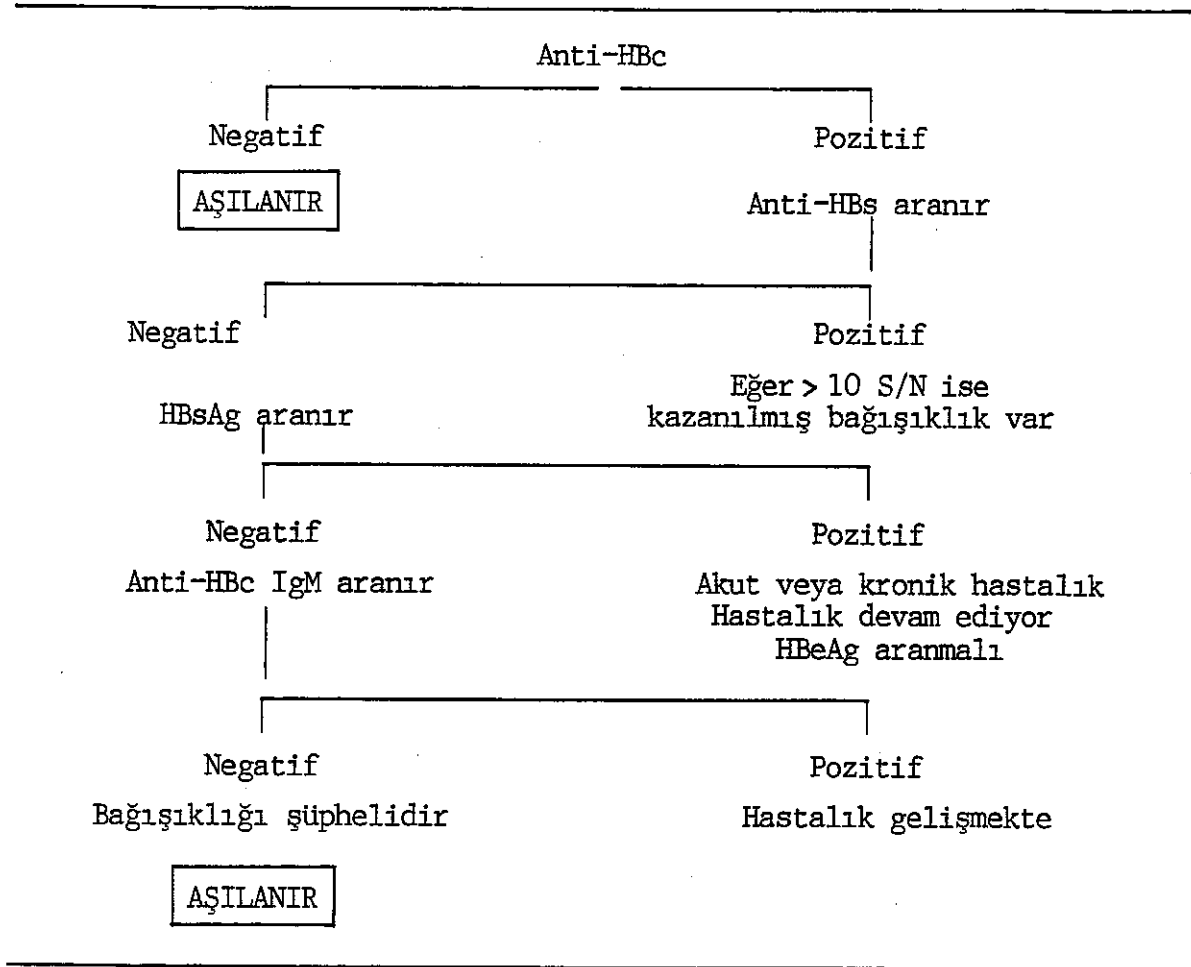 Anti-HBc
Negatif Pozitif
AŞILANIR
Anti-HBs aranır
Negatif Pozitif
HBsAg aranır
Eğer > 10 S/N ise
kazanılmış bağışıklık var
Negatif Pozitif
Anti-HBc IgM aranır
Akut veya kronik hastalık
Hastalık devam ediyor
HBeAg aranmalı
Negatif Pozitif
Bağışıklığı şüphelidir
Hastalık gelişmekte
AŞILANIR